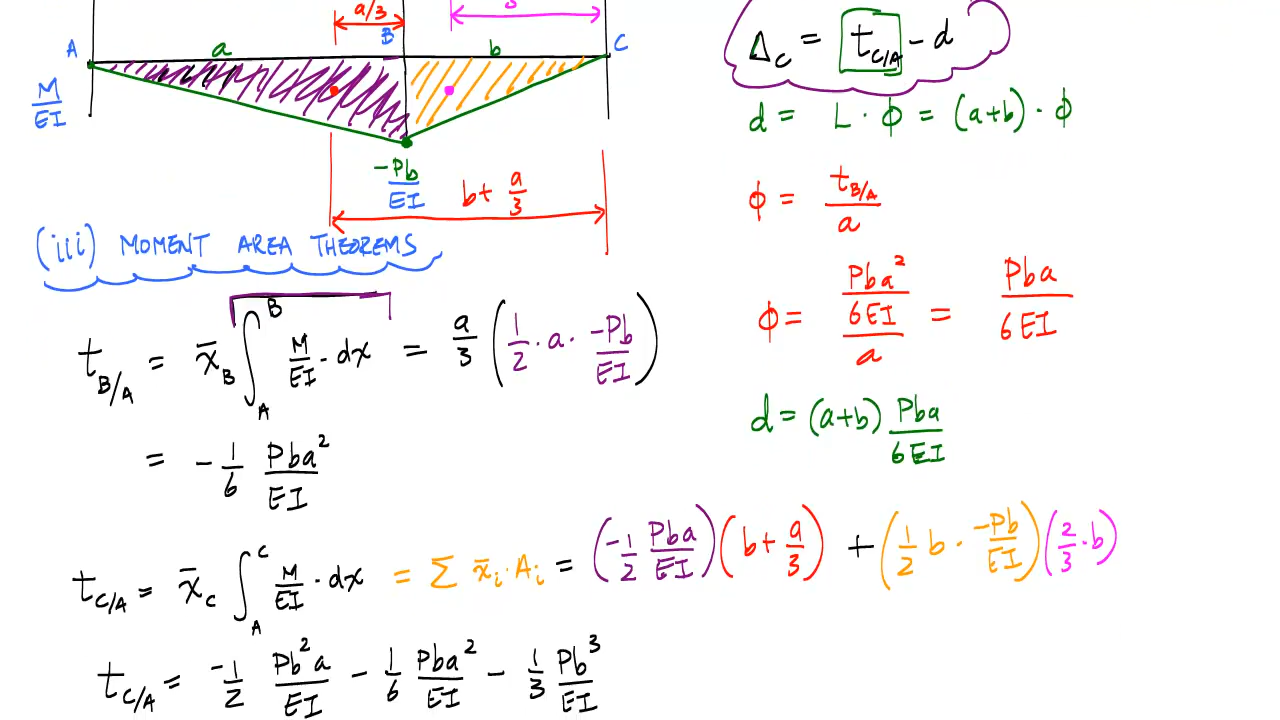 a/3
3
A a B b C
M/EI
-Pb/EI
b + a/3
Δ_C = t_C/A - d
d = L · ϕ = (a+b) · ϕ
ϕ = t_B/A / a
ϕ = (Pba²/6EI)/a = Pba/6EI
d = (a+b) Pba/6EI
(iii) MOMENT AREA THEOREMS
t_B/A = x̄_B ∫_A^B M/EI · dx = a/3 (1/2 · a · -Pb/EI)
= -1/6 Pba²/EI
t_C/A = x̄_C ∫_A^C M/EI · dx = Σ x̄_i · A_i = (-1/2 Pba/EI)(b + a/3) + (1/2 b · -Pb/EI)(2/3 · b)
t_C/A = -1/2 Pb²a/EI - 1/6 Pba²/EI - 1/3 Pb³/EI